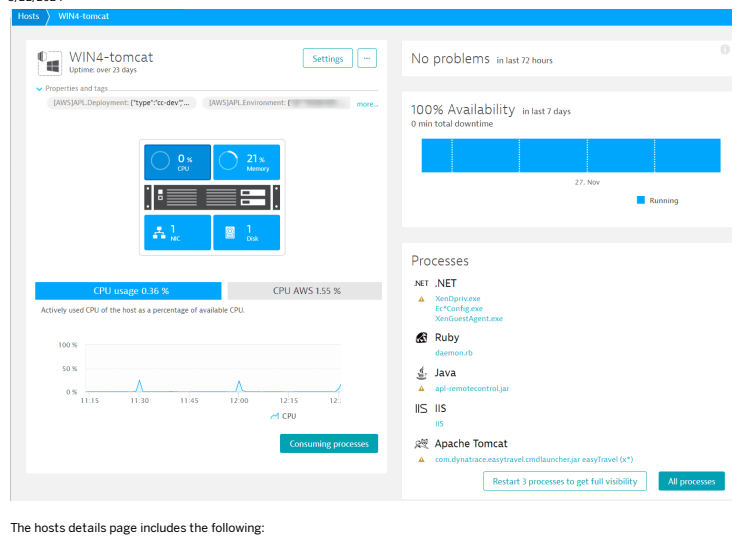 Hosts WIN4-tomcat
WIN4-tomcat
Uptime: over 23 days
Settings ...
Properties and tags
[AWS]APL.Deployment: {"type":"cc-dev",'... [AWS]APL.Environment: { more...
0 % CPU
21 % Memory
1 NIC
1 Disk
CPU usage 0.36 % CPU AWS 1.55 %
Actively used CPU of the host as a percentage of available CPU.
100 %
50 %
0 %
11:15 11:30 11:45 12:00 12:15 12:
CPU
Consuming processes
No problems in last 72 hours
100% Availability in last 7 days
0 min total downtime
27. Nov
Running
Processes
.NET .NET
XenDpriv.exe
Ec*Config.exe
XenGuestAgent.exe
Ruby
daemon.rb
Java
apl-remotecontrol.jar
IIS IIS
IIS
Apache Tomcat
com.dynatrace.easytravel.cmdlauncher.jar easyTravel (x*)
Restart 3 processes to get full visibility All processes
The hosts details page includes the following: